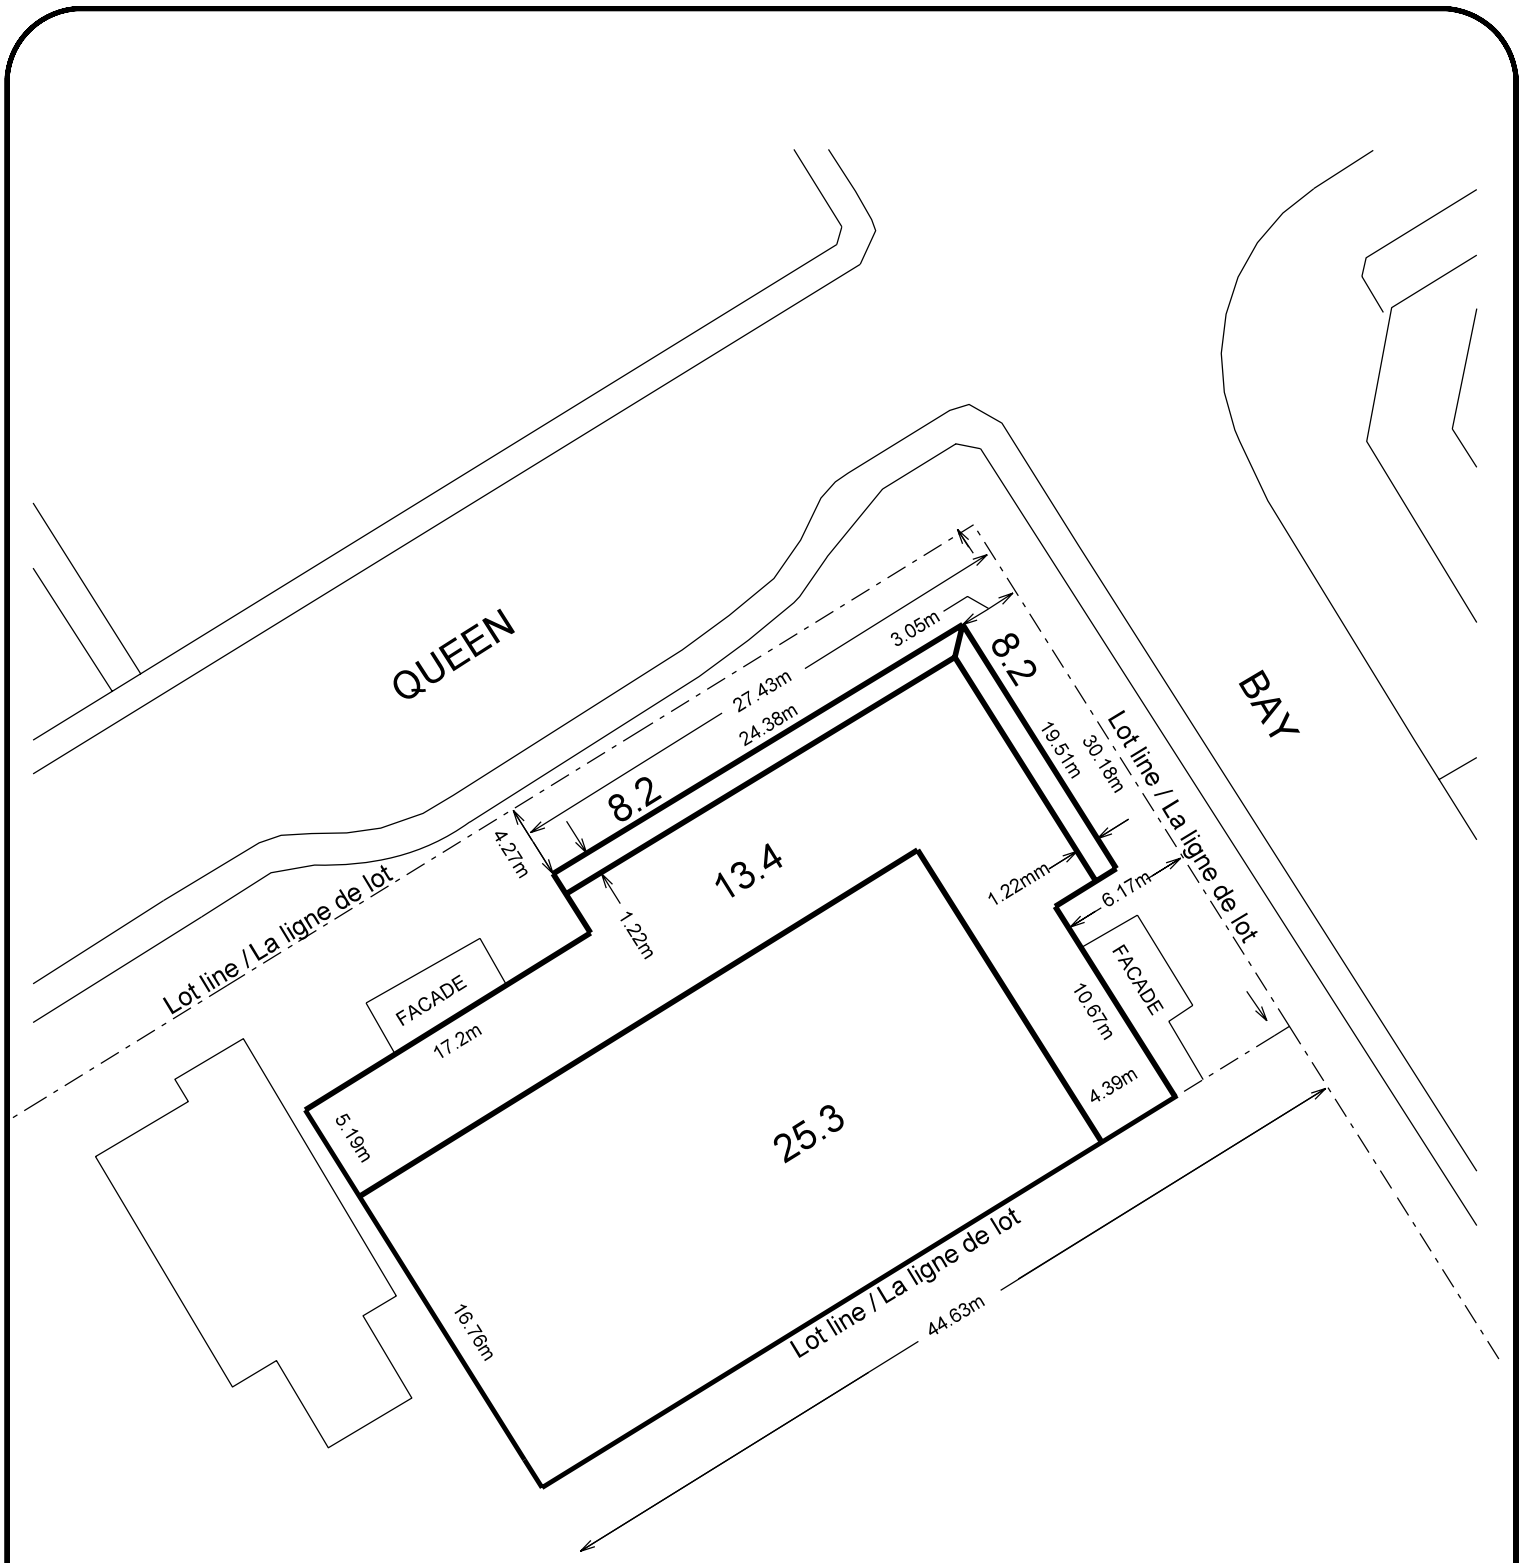 QUEEN
BAY
3.05m
8.2
27.43m
24.38m
19.51m
30.18m
Lot line / La ligne de lot
8.2
4.27m
13.4
1.22mm
6.17m
1.22m
Lot line / La ligne de lot
FACADE
FACADE
17.2m
10.67m
4.39m
5.19m
25.3
Lot line / La ligne de lot
16.76m
44.63m